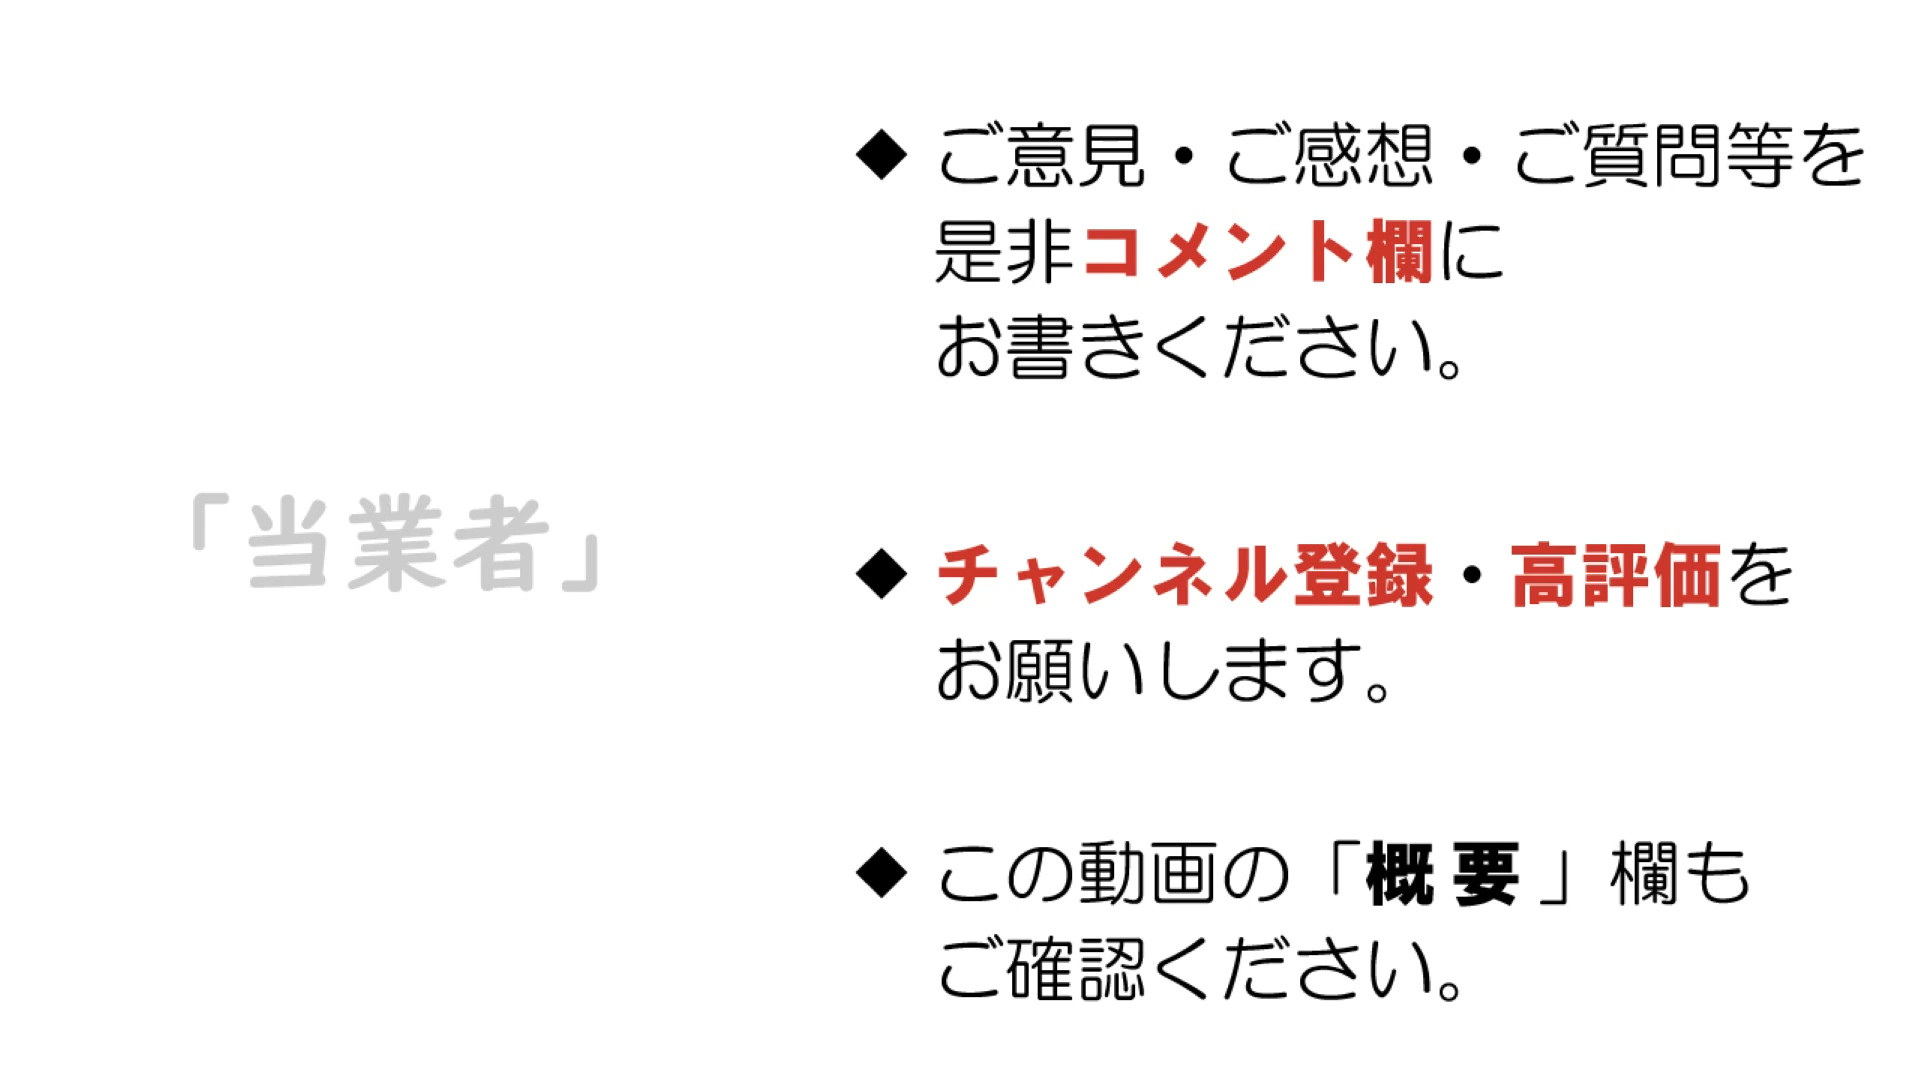 「当業者」
◆ ご意見・ご感想・ご質問等を
是非コメント欄に
お書きください。
◆ チャンネル登録・高評価を
お願いします。
◆ この動画の「概要」欄も
ご確認ください。